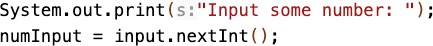 System.out.print(s:"Input some number: ");
numInput = input.nextInt();